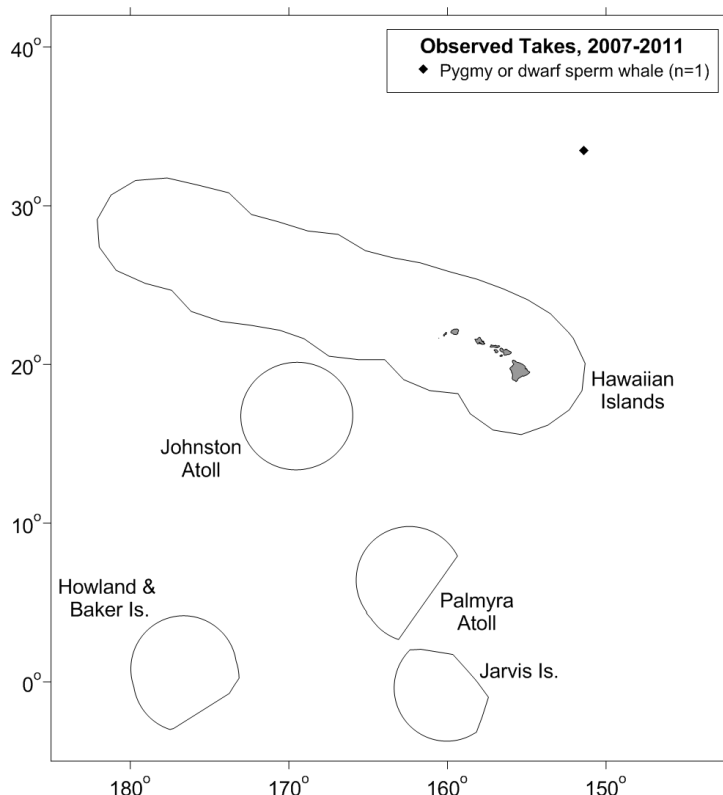 Observed Takes, 2007-2011
Pygmy or dwarf sperm whale (n=1)
40°
30°
20°
10°
0°
Hawaiian
Islands
Johnston
Atoll
Howland &
Baker Is.
Palmyra
Atoll
Jarvis Is.
180°
170°
160°
150°